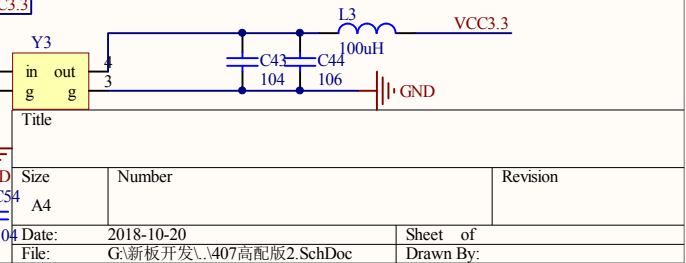 C3.3
L3
VCC3.3
Y3
100uH
4
in out
C43
C44
3
104
106
g g
GND
Title
D
Size
Number
Revision
C54
A4
04
Date: 2018-10-20
Sheet of
File: G:\新板开发\..\407高配版2.SchDoc
Drawn By: